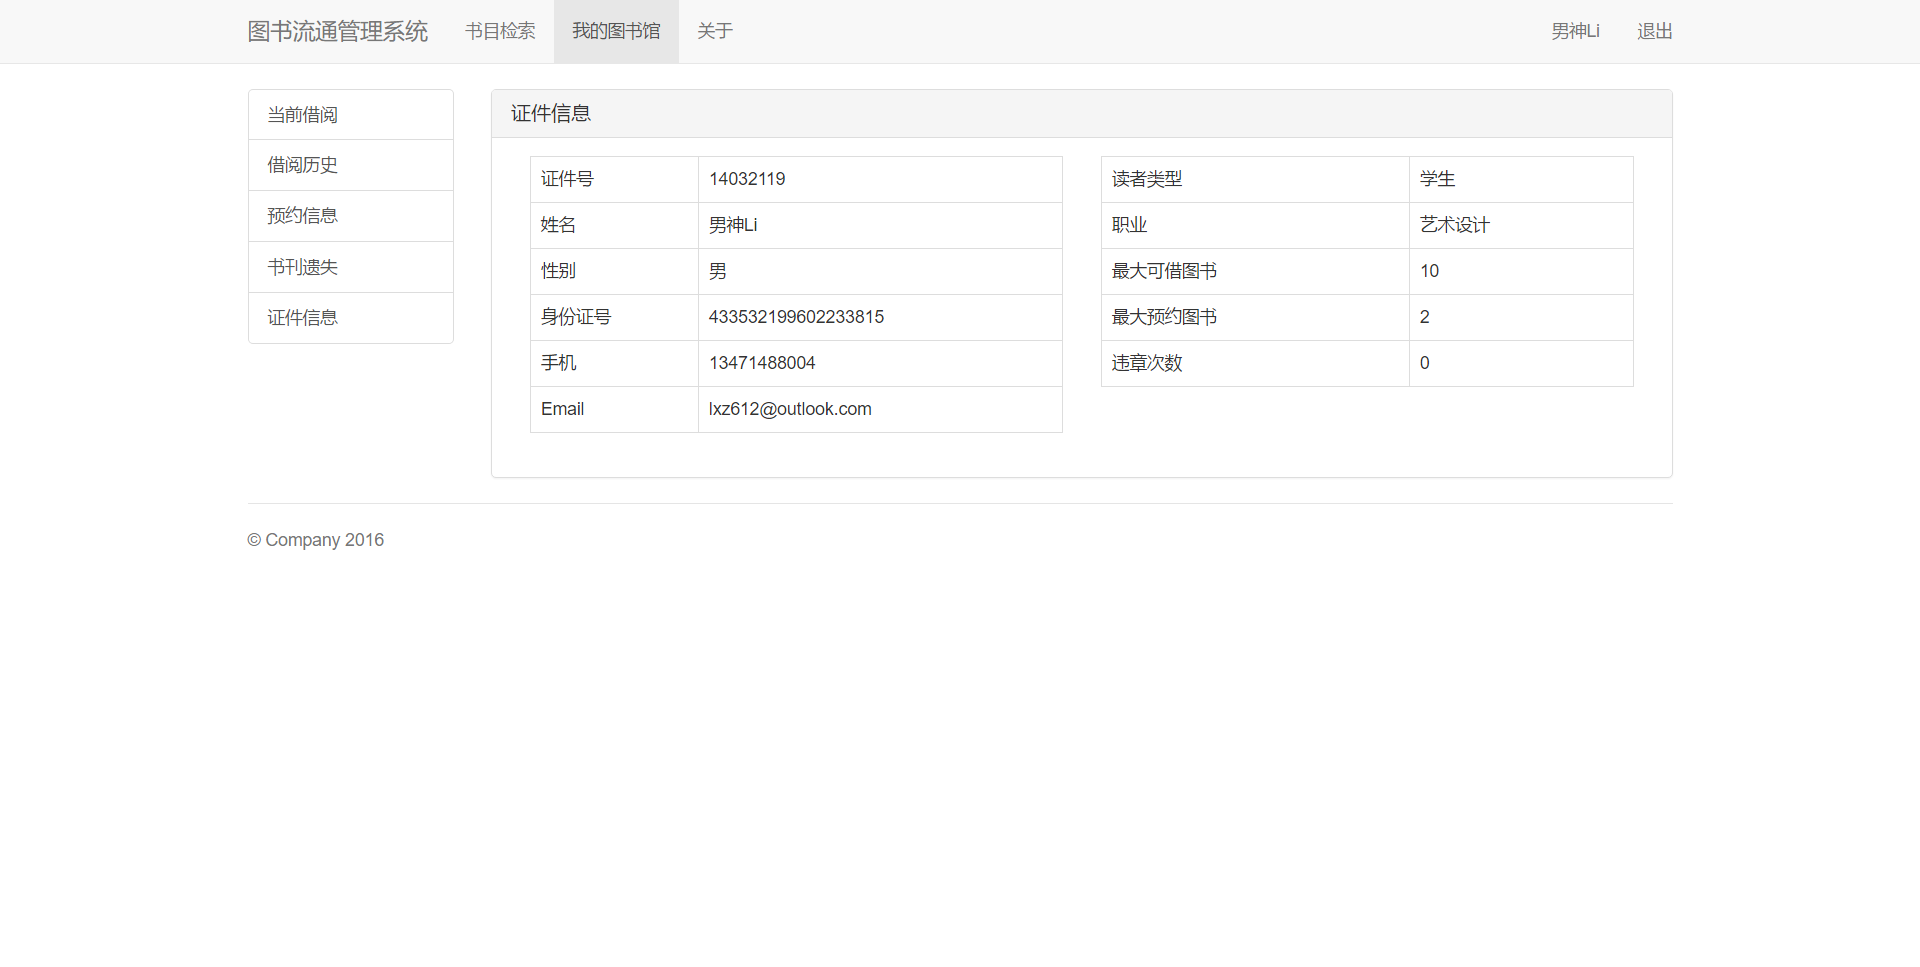 图书流通管理系统 书目检索 我的图书馆 关于 男神Li 退出
当前借阅
借阅历史
预约信息
书刊遗失
证件信息
证件信息
证件号 14032119
姓名 男神Li
性别 男
身份证号 433532199602233815
手机 13471488004
Email lxz612@outlook.com
读者类型 学生
职业 艺术设计
最大可借图书 10
最大预约图书 2
违章次数 0
© Company 2016